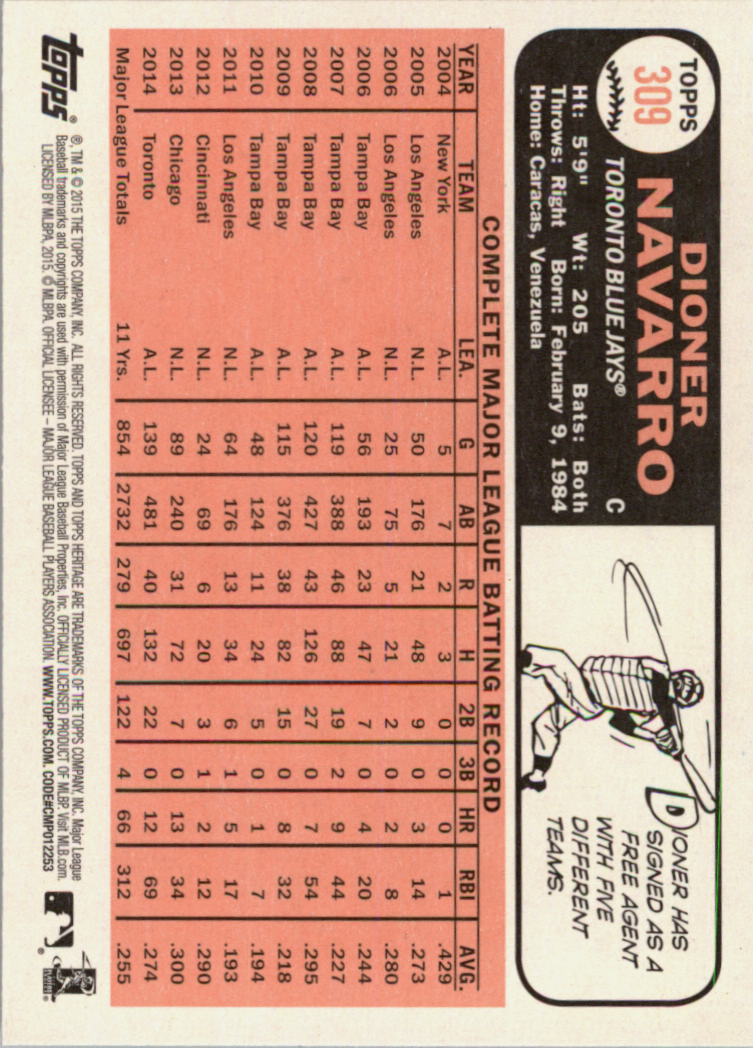 TOPPS
309
DIONER
NAVARRO
TORONTO BLUE JAYS® C
Ht: 5'9" Wt: 205 Bats: Both
Throws: Right Born: February 9, 1984
Home: Caracas, Venezuela
DIONER HAS
SIGNED AS A
FREE AGENT
WITH FIVE
DIFFERENT
TEAMS.
COMPLETE MAJOR LEAGUE BATTING RECORD
YEAR TEAM LEA. G AB R H 2B 3B HR RBI AVG.
2004 New York A.L. 5 7 2 3 0 0 0 1 .429
2005 Los Angeles N.L. 50 176 21 48 9 0 3 14 .273
2006 Los Angeles N.L. 25 75 5 21 2 0 2 8 .280
2006 Tampa Bay A.L. 56 193 23 47 7 0 4 20 .244
2007 Tampa Bay A.L. 119 388 46 88 19 2 9 44 .227
2008 Tampa Bay A.L. 120 427 43 126 27 0 7 54 .295
2009 Tampa Bay A.L. 115 376 38 82 15 0 8 32 .218
2010 Tampa Bay A.L. 48 124 11 24 5 0 1 7 .194
2011 Los Angeles N.L. 64 176 13 34 6 1 5 17 .193
2012 Cincinnati N.L. 24 69 6 20 3 1 2 12 .290
2013 Chicago N.L. 89 240 31 72 7 0 13 34 .300
2014 Toronto A.L. 139 481 40 132 22 0 12 69 .274
Major League Totals 11 Yrs. 854 2732 279 697 122 4 66 312 .255
topps®
®, TM & © 2015 THE TOPPS COMPANY, INC. ALL RIGHTS RESERVED. TOPPS AND TOPPS HERITAGE ARE TRADEMARKS OF THE TOPPS COMPANY, INC. Major League
Baseball trademarks and copyrights are used with permission of Major League Baseball Properties, Inc. OFFICIALLY LICENSED PRODUCT OF MLBP. Visit MLB.com.
LICENSED BY MLBPA, 2015. © MLBPA. OFFICIAL LICENSEE – MAJOR LEAGUE BASEBALL PLAYERS ASSOCIATION. WWW.TOPPS.COM. CODE#CMP012253